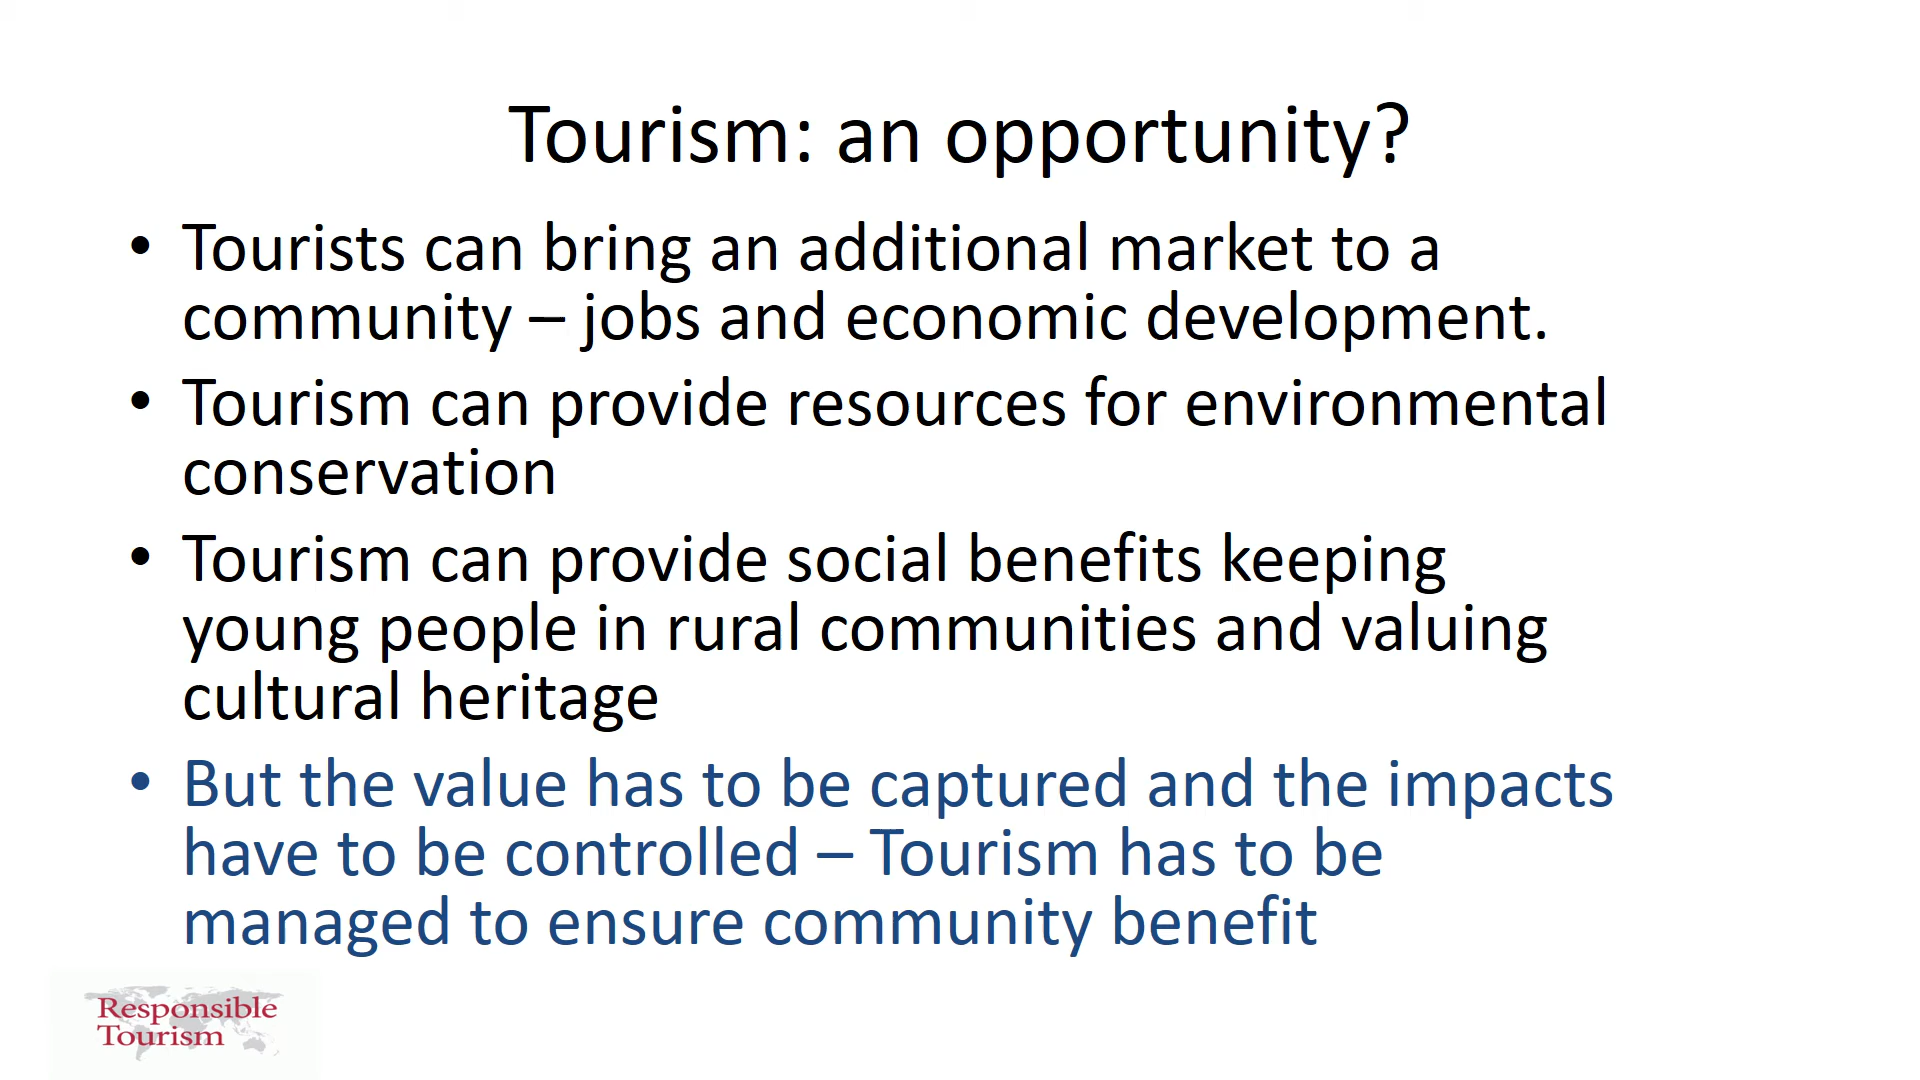 Tourism: an opportunity?
• Tourists can bring an additional market to a
community – jobs and economic development.
• Tourism can provide resources for environmental
conservation
• Tourism can provide social benefits keeping
young people in rural communities and valuing
cultural heritage
• But the value has to be captured and the impacts
have to be controlled – Tourism has to be
managed to ensure community benefit
Responsible
Tourism